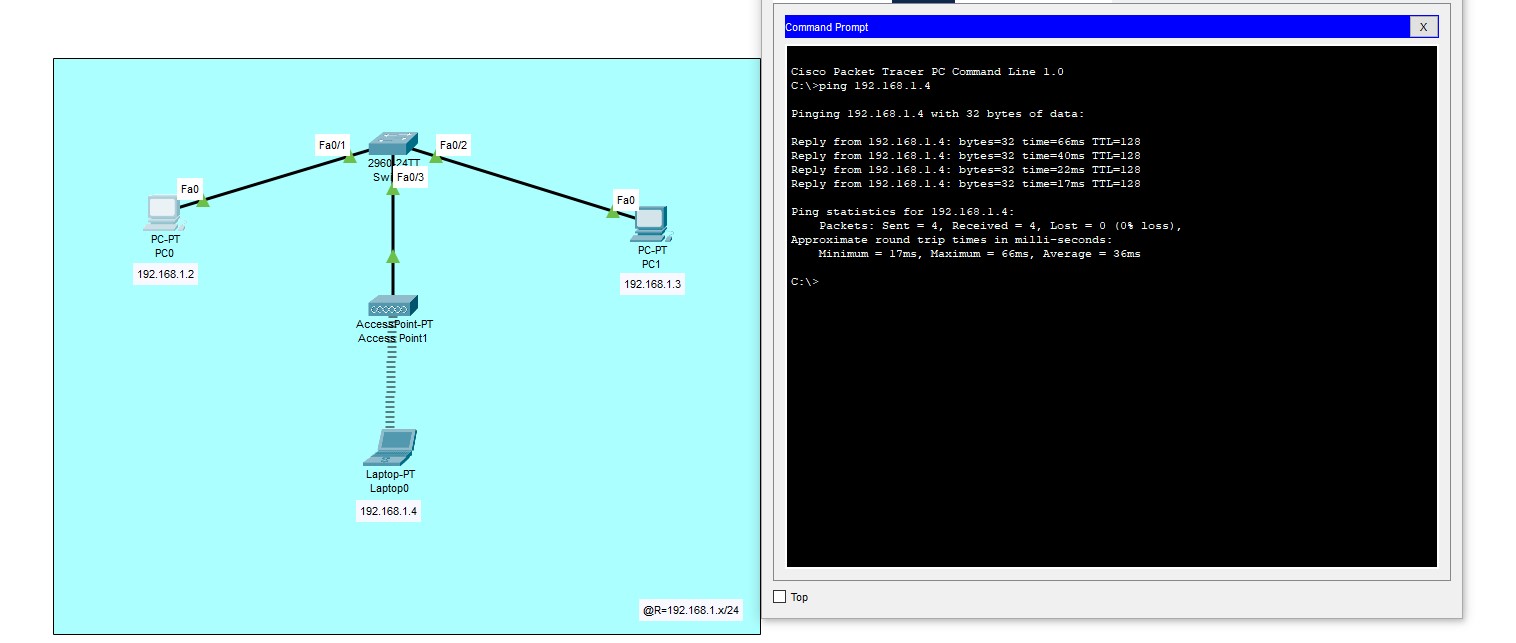 Fa0/1
Fa0/2
2960-24TT
Fa0/3
Fa0
PC-PT
PC0
192.168.1.2
Fa0
PC-PT
PC1
192.168.1.3
AccessPoint-PT
Access Point1
Laptop-PT
Laptop0
192.168.1.4
@R=192.168.1.x/24
Command Prompt
X
Cisco Packet Tracer PC Command Line 1.0
C:\>ping 192.168.1.4
Pinging 192.168.1.4 with 32 bytes of data:
Reply from 192.168.1.4: bytes=32 time=66ms TTL=128
Reply from 192.168.1.4: bytes=32 time=40ms TTL=128
Reply from 192.168.1.4: bytes=32 time=22ms TTL=128
Reply from 192.168.1.4: bytes=32 time=17ms TTL=128
Ping statistics for 192.168.1.4:
Packets: Sent = 4, Received = 4, Lost = 0 (0% loss),
Approximate round trip times in milli-seconds:
Minimum = 17ms, Maximum = 66ms, Average = 36ms
C:\>
Top